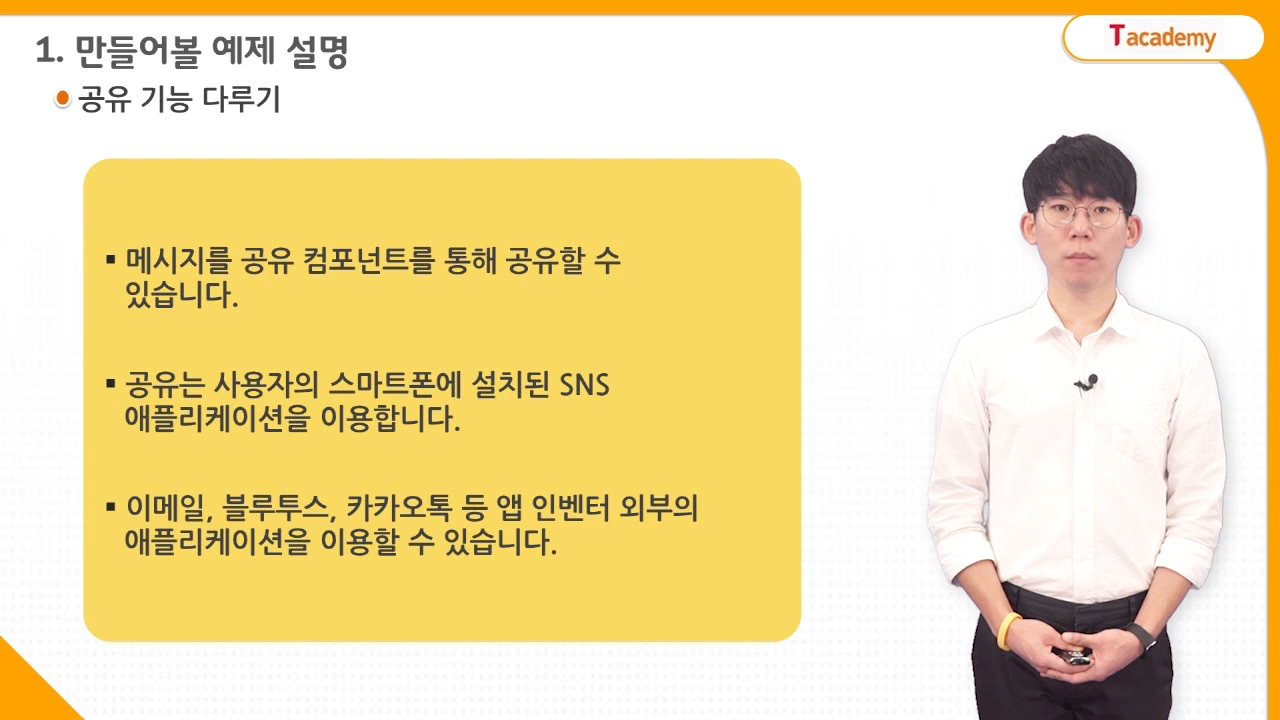 1. 만들어볼 예제 설명
Tacademy
공유 기능 다루기
▪ 메시지를 공유 컴포넌트를 통해 공유할 수
있습니다.
▪ 공유는 사용자의 스마트폰에 설치된 SNS
애플리케이션을 이용합니다.
▪ 이메일, 블루투스, 카카오톡 등 앱 인벤터 외부의
애플리케이션을 이용할 수 있습니다.